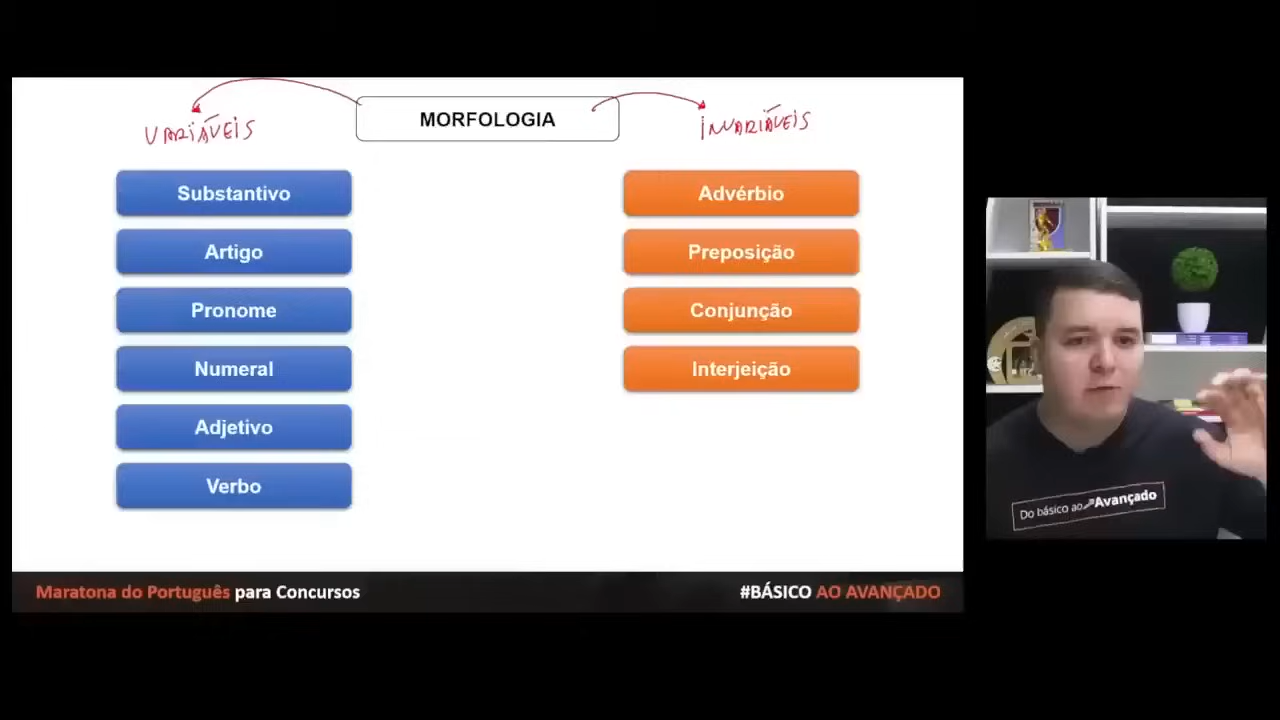 MORFOLOGIA
VARIÁVEIS
INVARIÁVEIS
Substantivo
Artigo
Pronome
Numeral
Adjetivo
Verbo
Advérbio
Preposição
Conjunção
Interjeição
Do básico ao Avançado
Maratona do Português para Concursos
#BÁSICO AO AVANÇADO